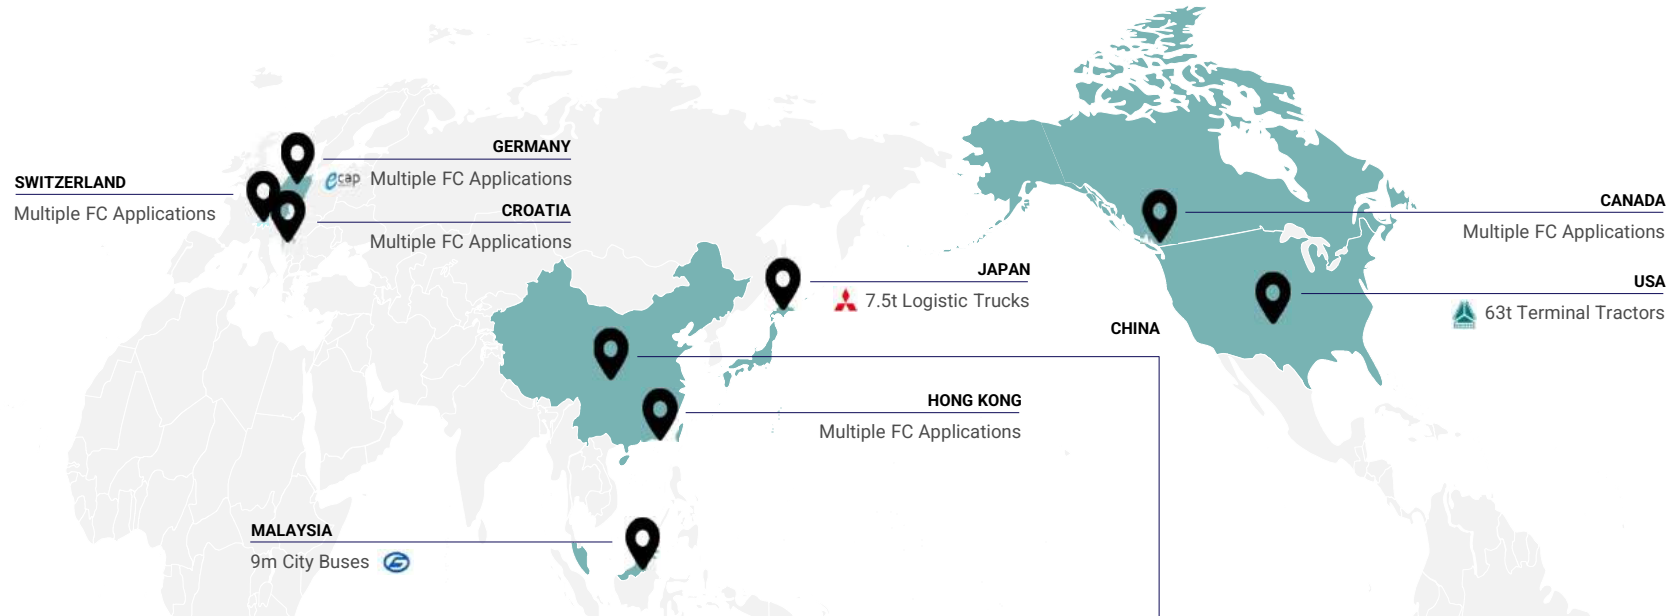 GERMANY
ecap Multiple FC Applications
SWITZERLAND
Multiple FC Applications
CROATIA
Multiple FC Applications
CANADA
Multiple FC Applications
JAPAN
7.5t Logistic Trucks
USA
63t Terminal Tractors
CHINA
HONG KONG
Multiple FC Applications
MALAYSIA
9m City Buses